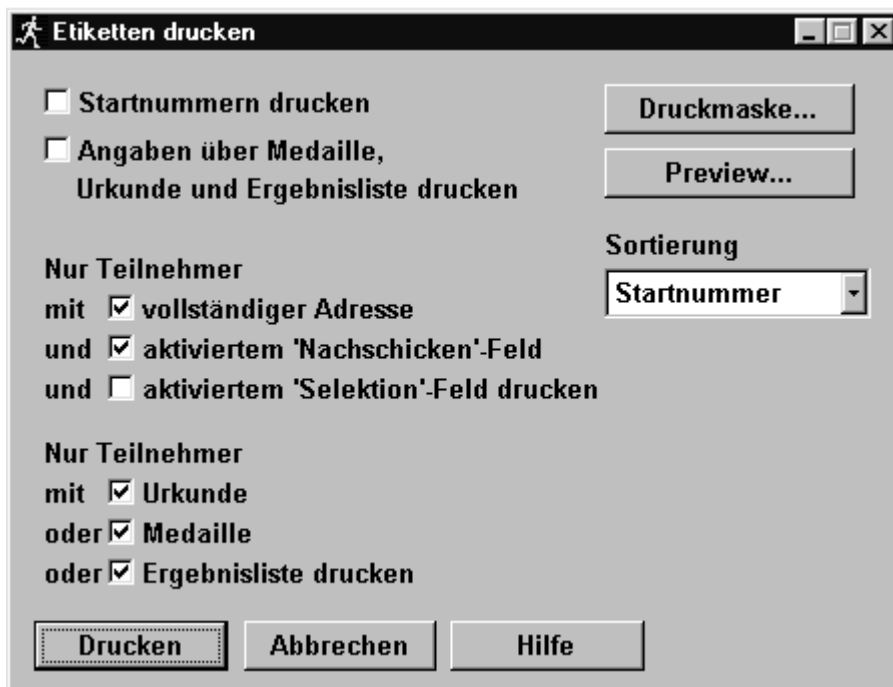 Etiketten drucken
Startnummern drucken
Angaben über Medaille,
Urkunde und Ergebnisliste drucken
Druckmaske...
Preview...
Sortierung
Startnummer
Nur Teilnehmer
mit vollständiger Adresse
und aktiviertem 'Nachschicken'-Feld
und aktiviertem 'Selektion'-Feld drucken
Nur Teilnehmer
mit Urkunde
oder Medaille
oder Ergebnisliste drucken
Drucken Abbrechen Hilfe